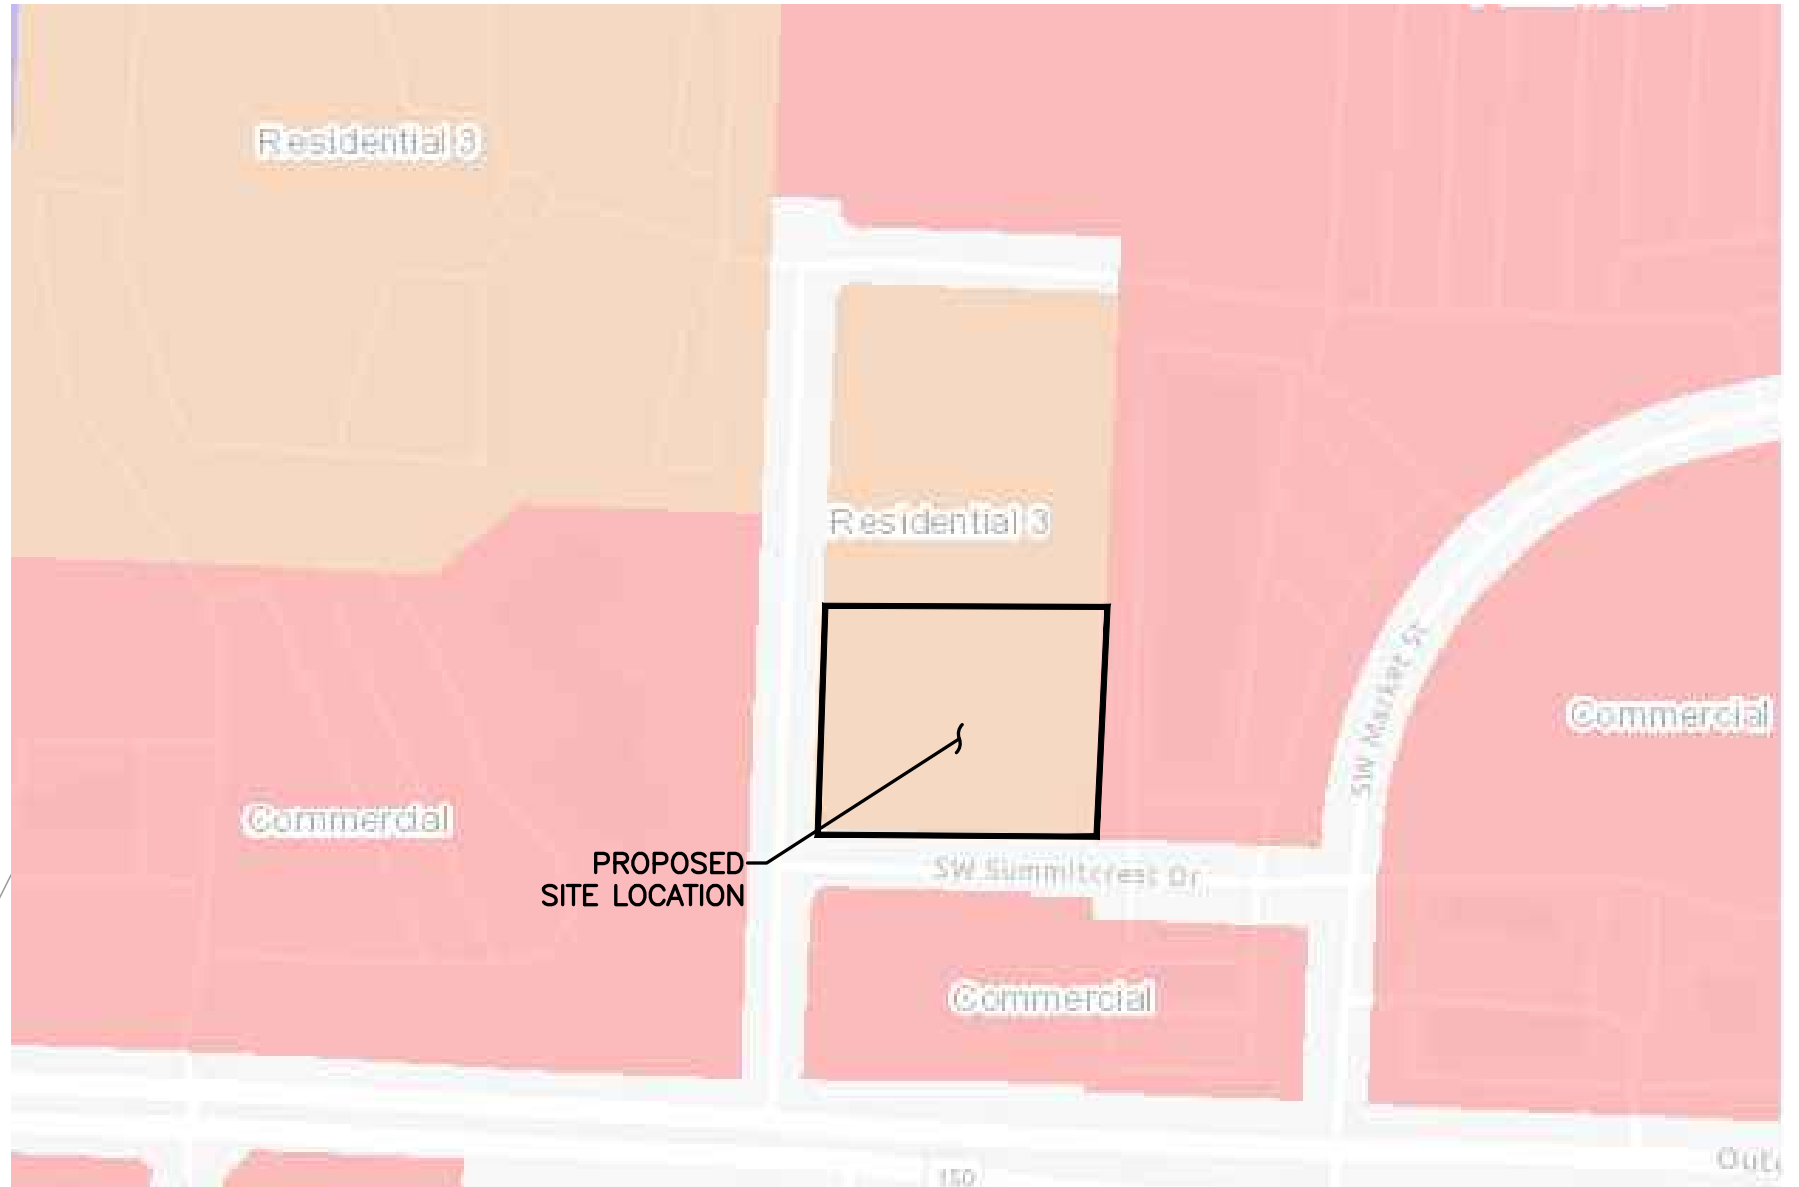 Residential 3
Residential 3
SW Market St
Commercial
Commercial
PROPOSED
SITE LOCATION
SW Summitcrest Dr
Commercial
150